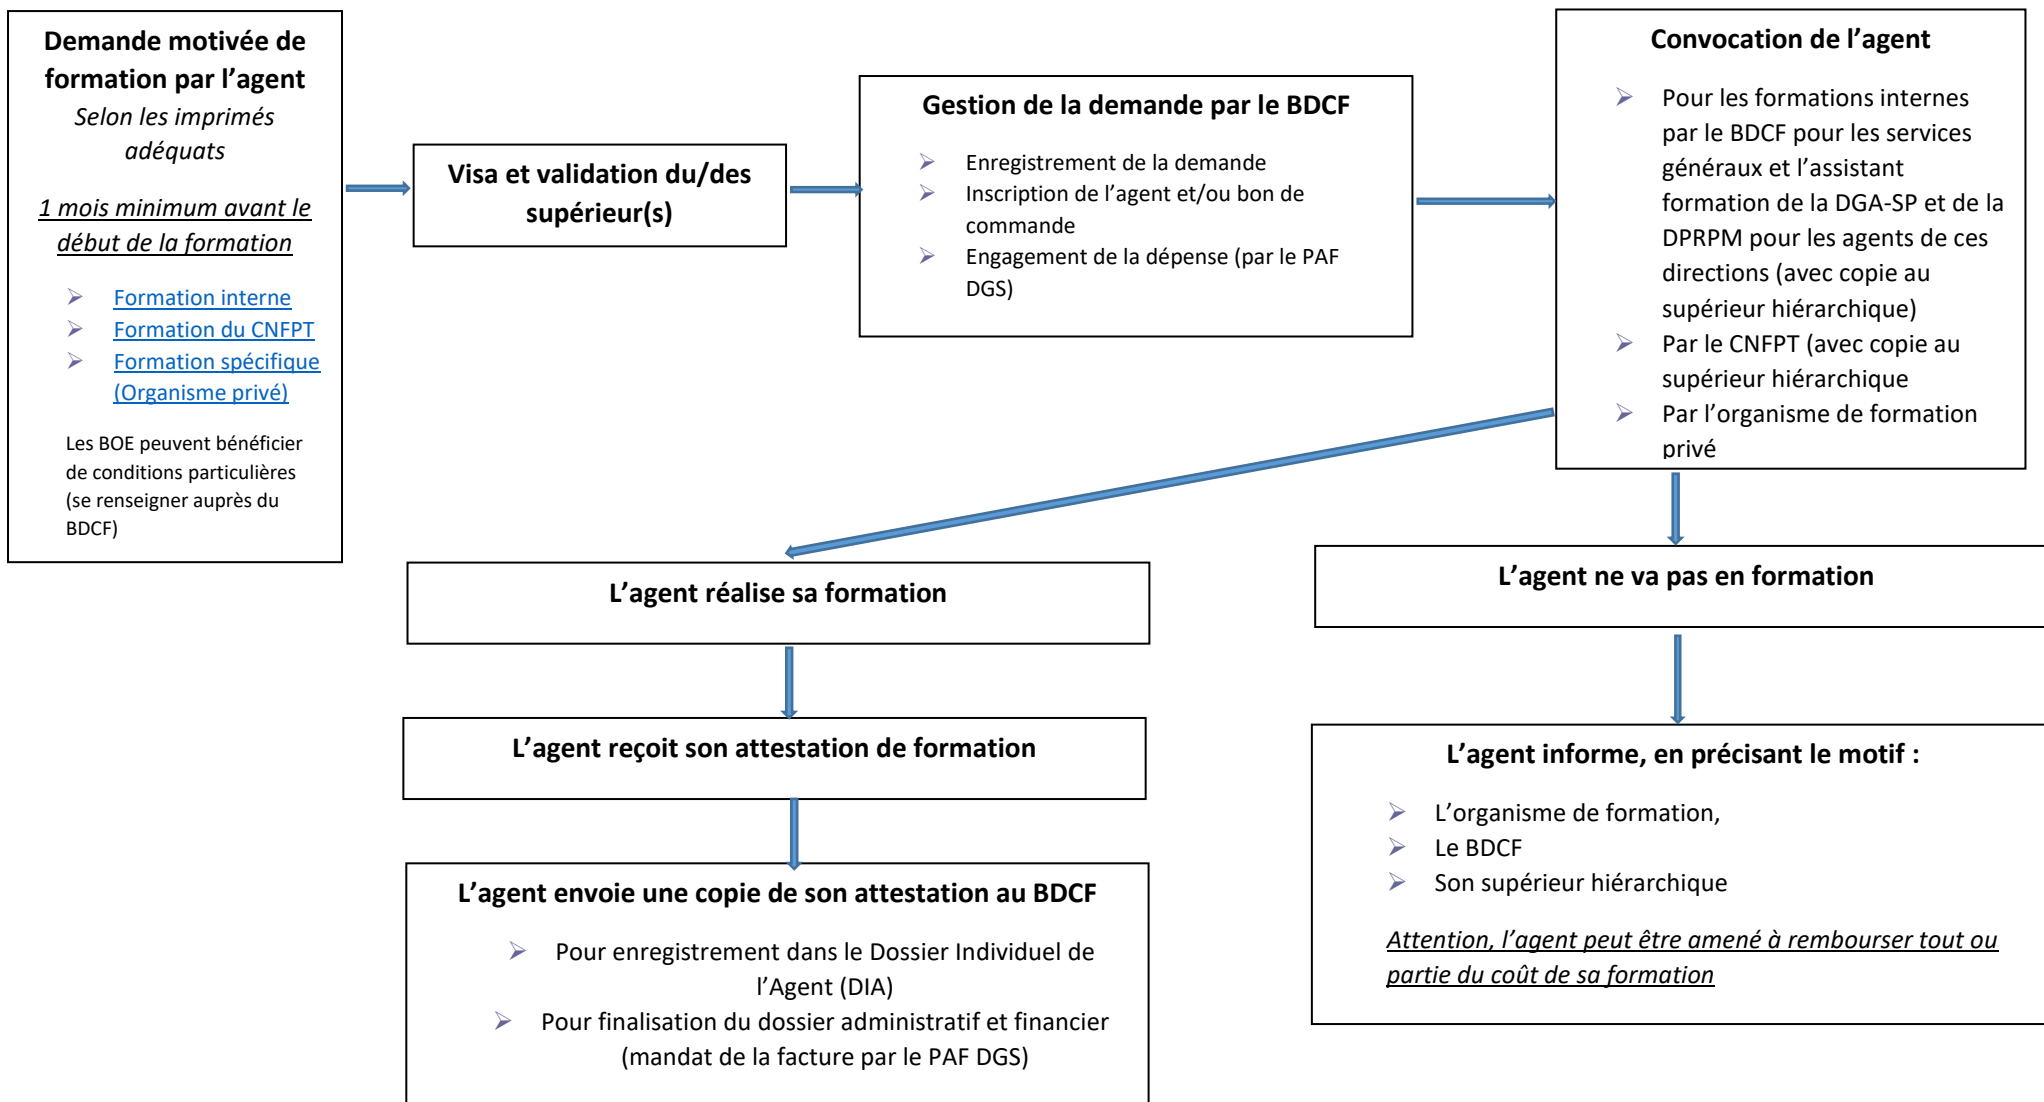 Demande motivée de
formation par l’agent
Selon les imprimés
adéquats
1 mois minimum avant le
début de la formation
Formation interne
Formation du CNFPT
Formation spécifique
(Organisme privé)
Les BOE peuvent bénéficier
de conditions particulières
(se renseigner auprès du
BDCF)
Visa et validation du/des
supérieur(s)
Gestion de la demande par le BDCF
Enregistrement de la demande
Inscription de l’agent et/ou bon de
commande
Engagement de la dépense (par le PAF
DGS)
Convocation de l’agent
Pour les formations internes
par le BDCF pour les services
généraux et l’assistant
formation de la DGA-SP et de la
DPRPM pour les agents de ces
directions (avec copie au
supérieur hiérarchique)
Par le CNFPT (avec copie au
supérieur hiérarchique
Par l’organisme de formation
privé
L’agent réalise sa formation
L’agent reçoit son attestation de formation
L’agent envoie une copie de son attestation au BDCF
Pour enregistrement dans le Dossier Individuel de
l’Agent (DIA)
Pour finalisation du dossier administratif et financier
(mandat de la facture par le PAF DGS)
L’agent ne va pas en formation
L’agent informe, en précisant le motif :
L’organisme de formation,
Le BDCF
Son supérieur hiérarchique
Attention, l’agent peut être amené à rembourser tout ou
partie du coût de sa formation